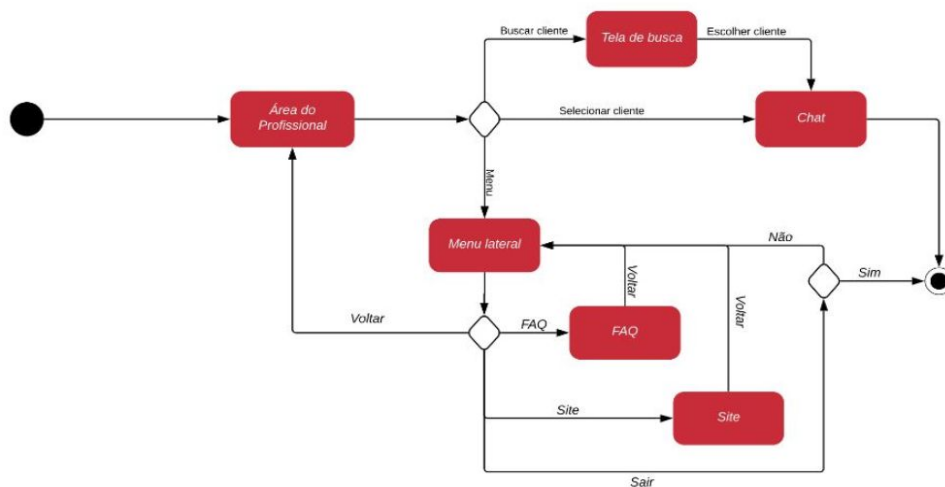 Buscar cliente
Tela de busca
Escolher cliente
Área do
Profissional
Selecionar cliente
Chat
Menu
Menu lateral
Não
Sim
Voltar
Voltar
Voltar
FAQ
FAQ
Site
Site
Sair